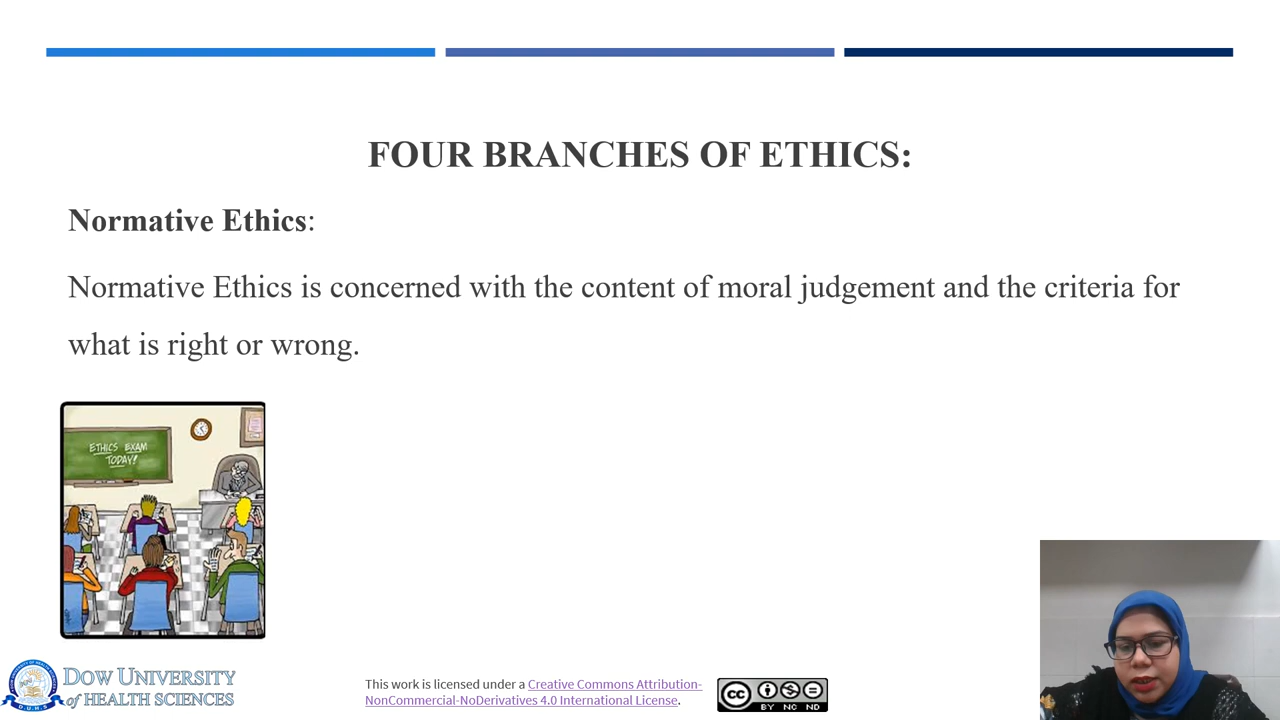 FOUR BRANCHES OF ETHICS:
Normative Ethics:
Normative Ethics is concerned with the content of moral judgement and the criteria for
what is right or wrong.
ETHICS EXAM
TODAY!
DOW UNIVERSITY
of HEALTH SCIENCES
D.U.H.S
This work is licensed under a Creative Commons Attribution-
NonCommercial-NoDerivatives 4.0 International License.
cc
BY NC ND